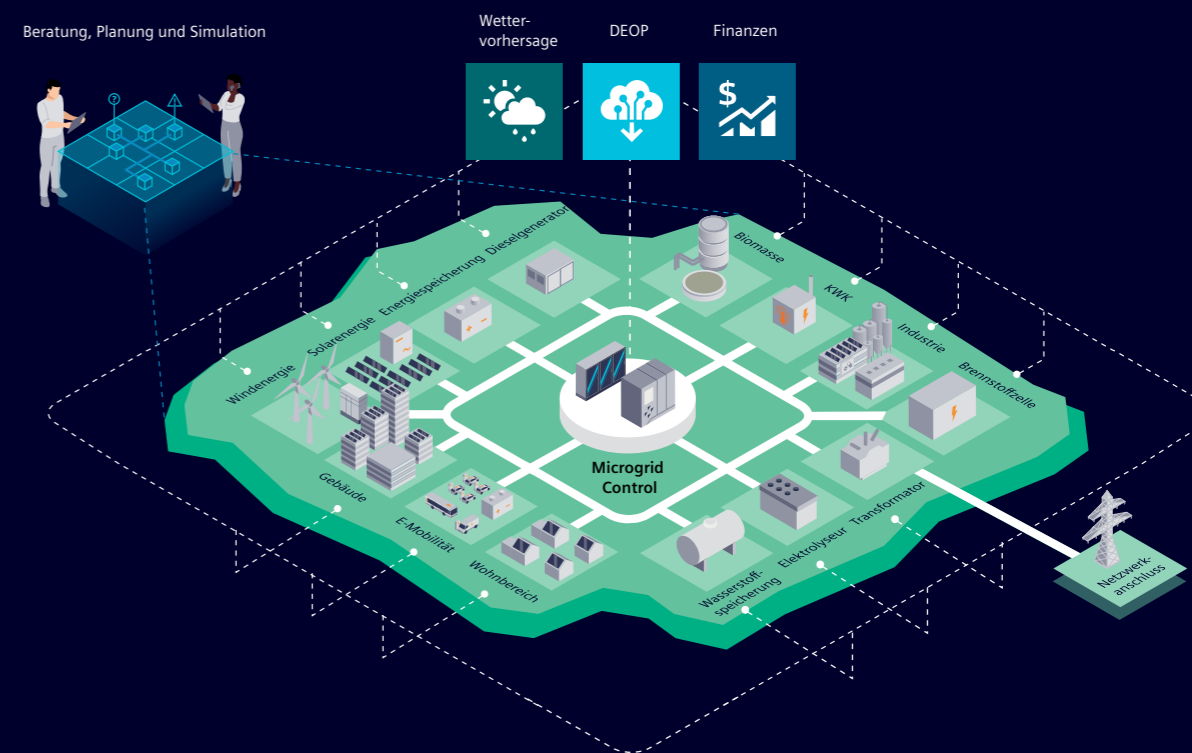 Beratung, Planung und Simulation
Wetter-
vorhersage
DEOP
Finanzen
$
Dieselgenerator
Energiespeicherung
Solarenergie
Windenergie
Biomasse
KWK
Industrie
Brennstoffzelle
Microgrid
Control
Gebäude
E-Mobilität
Wohnbereich
Wasserstoff-
speicherung
Elektrolyseur
Transformator
Netzwerk-
anschluss
?
!